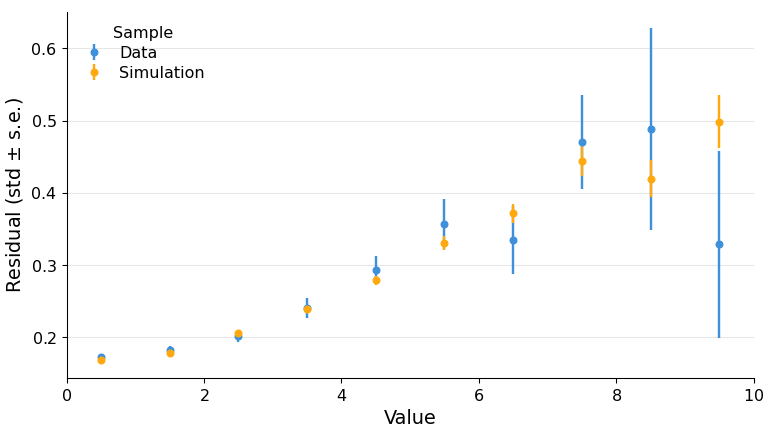 Sample
Data
Simulation
Residual (std ± s.e.)
0.6
0.5
0.4
0.3
0.2
0 2 4 6 8 10
Value